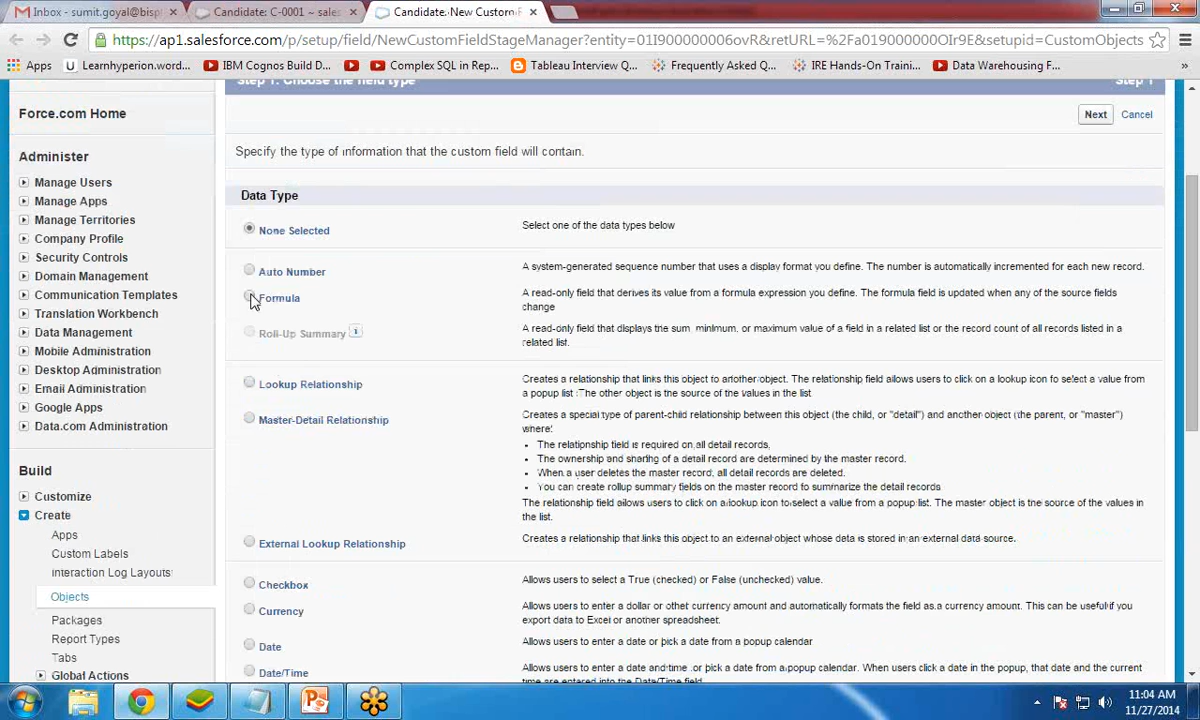 Inbox - sumit.goyal@bisp
Candidate: C-0001 ~ sales
Candidate: New Custom F
https://ap1.salesforce.com/p/setup/field/NewCustomFieldStageManager?entity=01I900000006ovR&retURL=%2Fa019000000OIr9E&setupid=CustomObjects
Apps
Learnhyperion.word...
IBM Cognos Build D...
Complex SQL in Rep...
Tableau Interview Q...
Frequently Asked Q...
IRE Hands-On Traini...
Data Warehousing F...
»
Step 1. Choose the field type
Step 1
Next
Cancel
Specify the type of information that the custom field will contain.
Data Type
None Selected
Select one of the data types below
Auto Number
A system-generated sequence number that uses a display format you define. The number is automatically incremented for each new record.
Formula
A read-only field that derives its value from a formula expression you define. The formula field is updated when any of the source fields
change
Roll-Up Summary
i
A read-only field that displays the sum, minimum, or maximum value of a field in a related list or the record count of all records listed in a
related list.
Lookup Relationship
Creates a relationship that links this object to another object. The relationship field allows users to click on a lookup icon to select a value from
a popup list. The other object is the source of the values in the list
Master-Detail Relationship
Creates a special type of parent-child relationship between this object (the child, or "detail") and another object (the parent, or "master")
where:
• The relationship field is required on all detail records.
• The ownership and sharing of a detail record are determined by the master record.
• When a user deletes the master record, all detail records are deleted.
• You can create rollup summary fields on the master record to summarize the detail records
The relationship field allows users to click on a lookup icon to select a value from a popup list. The master object is the source of the values in
the list.
External Lookup Relationship
Creates a relationship that links this object to an external object whose data is stored in an external data source.
Checkbox
Allows users to select a True (checked) or False (unchecked) value.
Currency
Allows users to enter a dollar or other currency amount and automatically formats the field as a currency amount. This can be useful if you
export data to Excel or another spreadsheet.
Date
Allows users to enter a date or pick a date from a popup calendar
Date/Time
Allows users to enter a date and time, or pick a date from a popup calendar. When users click a date in the popup, that date and the current
time are entered into the Date/Time field.
Force.com Home
Administer
Manage Users
Manage Apps
Manage Territories
Company Profile
Security Controls
Domain Management
Communication Templates
Translation Workbench
Data Management
Mobile Administration
Desktop Administration
Email Administration
Google Apps
Data.com Administration
Build
Customize
Create
Apps
Custom Labels
Interaction Log Layouts
Objects
Packages
Report Types
Tabs
Global Actions
11:04 AM
11/27/2014